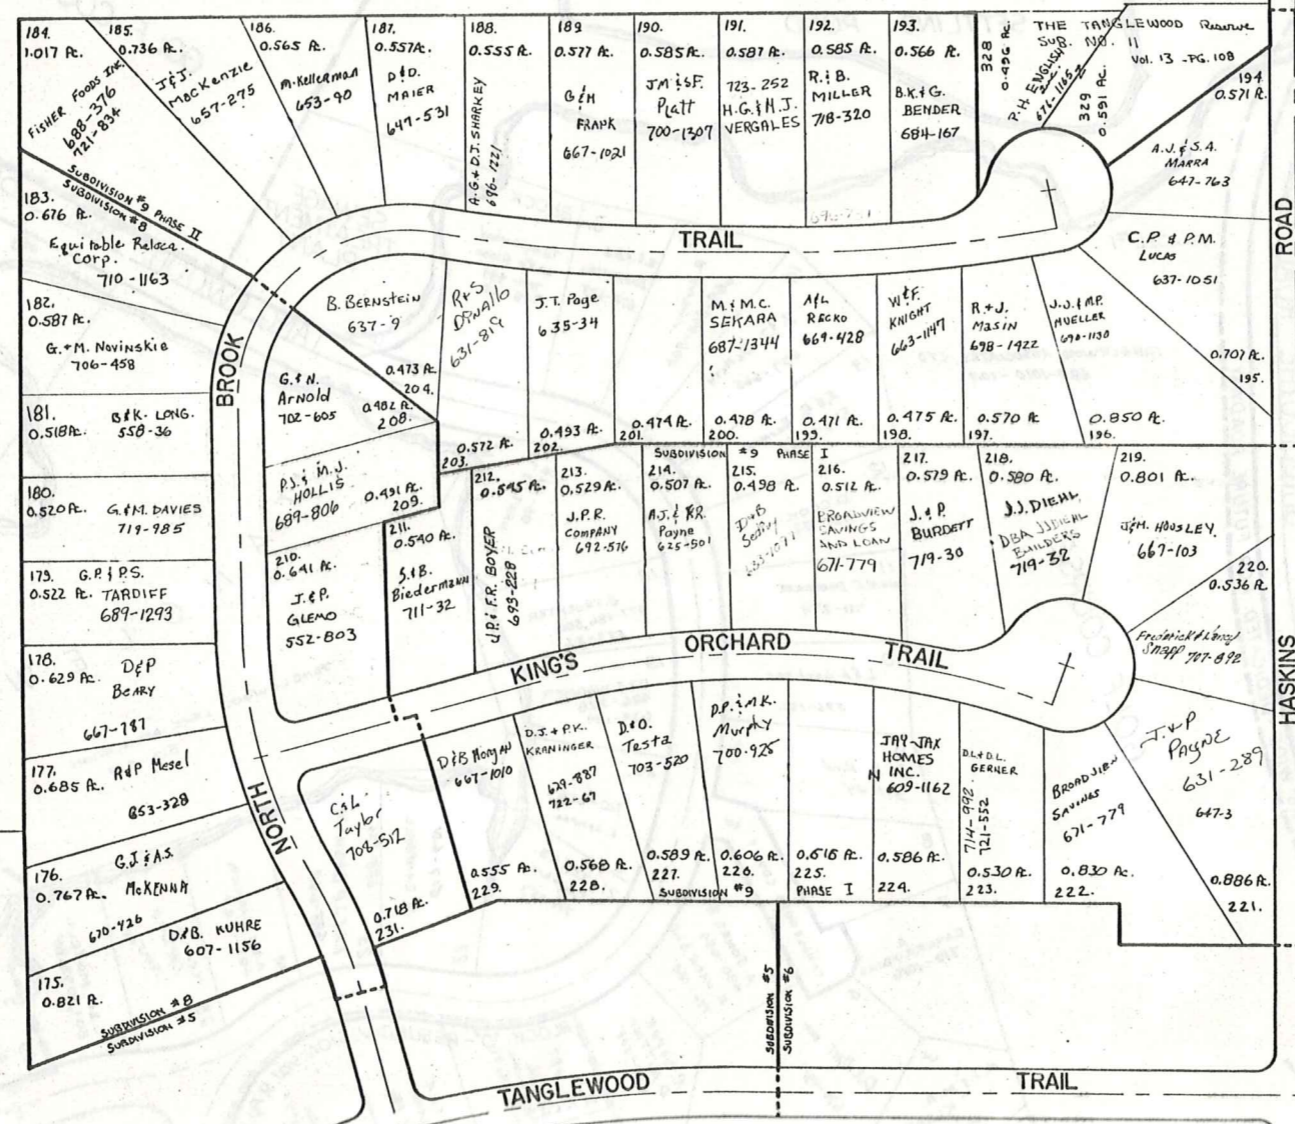 184.
1.017 Ac.
FISHER FOODS INC
688-376
721-834
185.
0.736 Ac.
J&J.
MacKenzie
657-275
186.
0.565 Ac.
M. Kellerman
653-90
187.
0.557A.
D&D.
MAIER
647-531
188.
0.555 Ac.
A.G & D.J. SHARKEY
696-1221
189
0.577 Ac.
G&H
FRANK
667-1021
190.
0.585Ac.
J.M & S.F.
Platt
700-1307
191.
0.587 Ac.
723-252
H.G. & N.J.
VERGALES
192.
0.585 Ac.
R. & B.
MILLER
718-320
193.
0.566 Ac.
B.K. & G.
BENDER
684-167
328
0.496 Ac
THE TANGLEWOOD Reserve
SUB. NO. 11
Vol. 13 -PG. 108
P.H. ENGLISH
676-1165
329
0.591 Ac.
194
0.571 Ac.
A.J. & S.A.
MARRA
647-763
SUBDIVISION #9 PHASE II
SUBDIVISION #8
183.
0.676 Ac.
Equitable Reloca.
Corp.
710-1163
TRAIL
C.P. & P.M.
LUCAS
637-1051
0.707 Ac.
195.
ROAD
182.
0.587 Ac.
G. + M. Novinskie
706-458
BROOK
B. BERNSTEIN
637-9
0.473 Ac
204.
R+S
DPNallo
631-819
0.572 Ac.
203.
J.T. Page
635-34
0.493 Ac.
202.
0.474 Ac.
201.
M & M.C.
SEKARA
687-1344
0.478 Ac.
200.
A&L
RECKO
669-428
0.471 Ac.
199.
W & F.
KNIGHT
663-1147
0.475 Ac.
198.
R. + J.
Masin
698-1422
0.570 Ac
197.
J.J. & M.P.
MUELLER
698-1130
0.850 Ac.
196.
181.
0.518Ac.
B&K. LONG.
558-36
G. & N.
Arnold
702-605
0.482 Ac.
208.
P.S. & M.J.
HOLLIS
689-806
0.491 Ac.
209.
SUBDIVISION #9 PHASE I
180.
0.520Ac.
G.&M. DAVIES
719-985
179.
0.522 Ac.
G.P. & P.S.
TARDIFF
689-1293
210.
0.641 Ac.
J. & P.
GLEMO
552-803
211.
0.540 Ac.
S. & B.
Biedermann
711-32
212.
0.545 Ac.
J.P. & F.R. BOYER
693-228
213.
0.529 Ac.
J.P.R.
COMPANY
692-576
214.
0.507 Ac.
A.J. & R.R.
Payne
625-501
215.
0.498 Ac.
D&B
216.
0.512 Ac.
BROADVIEW
SAVINGS
AND LOAN
671-779
217.
0.579 Ac.
J. & P.
BURDETT
719-30
218.
0.580 Ac.
J.J. DIEHL
DBA JJDIEHL
BUILDERS
719-32
219.
0.801 Ac.
J&H. HOUSLEY.
667-103
220.
0.536 Ac.
Frederick & Nancy
Snapp 707-892
178.
0.629 Ac.
D&P
BEARY
667-787
KING'S ORCHARD TRAIL
HASKINS
177.
0.685 Ac.
R&P Mesel
653-328
NORTH
C&L
Taylor
708-512
0.718 Ac.
231.
D&B Morgan
667-1010
0.555 Ac.
229.
D.J. + P.K.
KRANINGER
629-887
722-67
0.568 Ac.
228.
D. & O.
Testa
703-520
0.589 Ac.
227.
D.P. & M.K.
Murphy
700-925
0.606 Ac.
226.
0.616 Ac.
225.
JAY-JAX
HOMES
INC.
609-1162
0.586 Ac.
224.
D.L & D.L.
GERNER
714-992
721-552
0.530 Ac.
223.
BROADVIEW
SAVINGS
671-779
0.830 Ac.
222.
J. & P
PAYNE
631-289
647-3
0.886 Ac.
221.
SUBDIVISION #9 PHASE I
176.
0.767 Ac.
G.J. & A.S.
McKENNA
670-426
D.&B. KUHRE
607-1156
175.
0.821 Ac.
SUBDIVISION #8
SUBDIVISION #5
SUBDIVISION #5
SUBDIVISION #6
TANGLEWOOD TRAIL